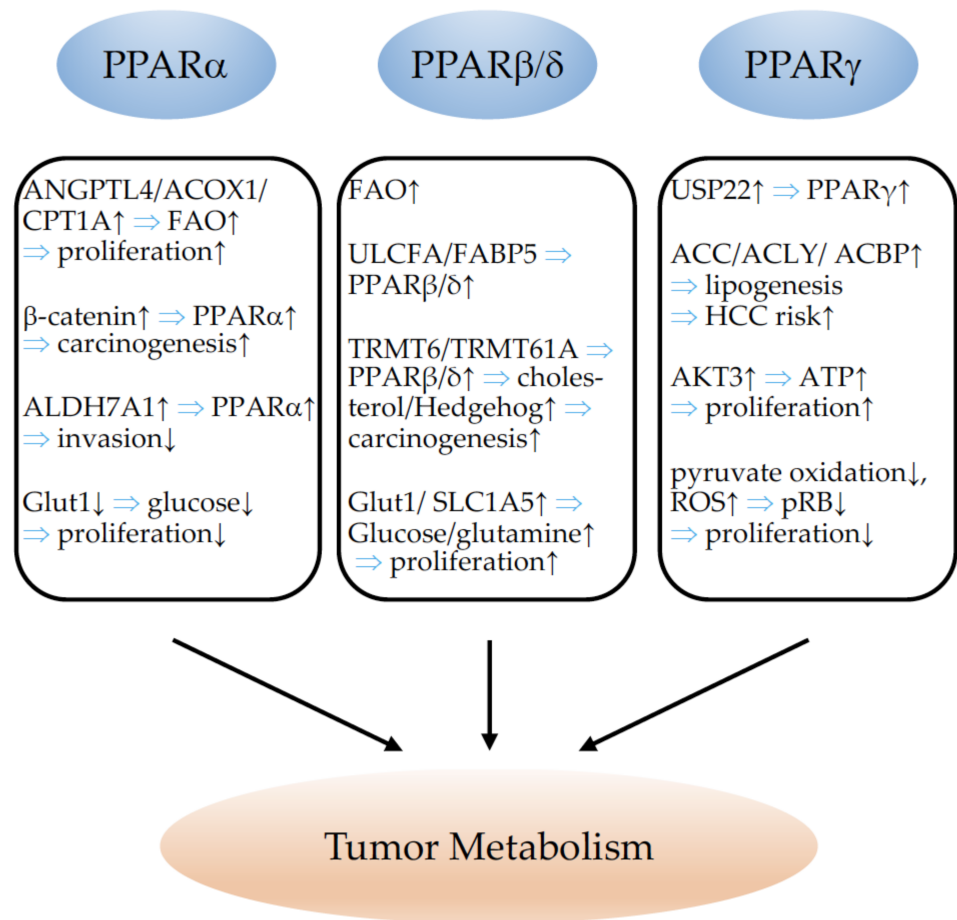 PPARα
PPARβ/δ
PPARγ
ANGPTL4/ACOX1/
CPT1A↑ ⇒ FAO↑
⇒ proliferation↑
β-catenin↑ ⇒ PPARα↑
⇒ carcinogenesis↑
ALDH7A1↑ ⇒ PPARα↑
⇒ invasion↓
Glut1↓ ⇒ glucose↓
⇒ proliferation↓
FAO↑
ULCFA/FABP5 ⇒
PPARβ/δ↑
TRMT6/TRMT61A ⇒
PPARβ/δ↑ ⇒ choles-
terol/Hedgehog↑ ⇒
carcinogenesis↑
Glut1/ SLC1A5↑ ⇒
Glucose/glutamine↑
⇒ proliferation↑
USP22↑ ⇒ PPARγ↑
ACC/ACLY/ ACBP↑
⇒ lipogenesis
⇒ HCC risk↑
AKT3↑ ⇒ ATP↑
⇒ proliferation↑
pyruvate oxidation↓,
ROS↑ ⇒ pRB↓
⇒ proliferation↓
Tumor Metabolism